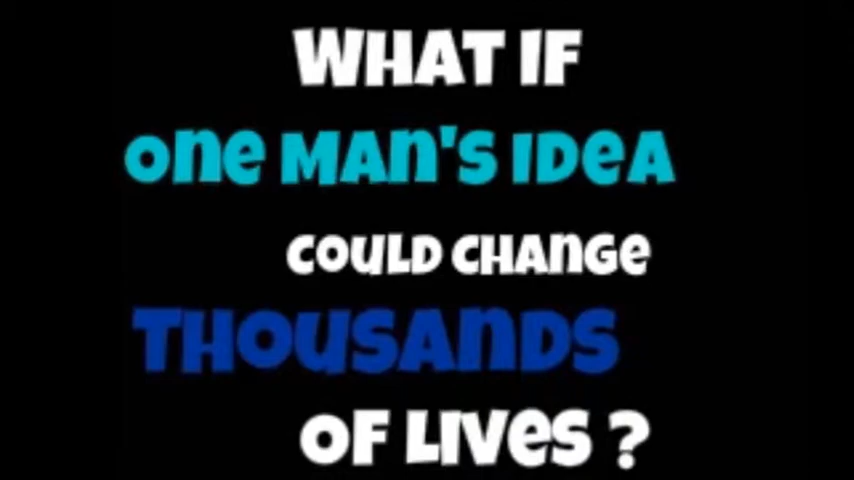 WHAT IF
ONE MAN'S IDEA
COULD CHANGE
THOUSANDS
OF LIVES ?